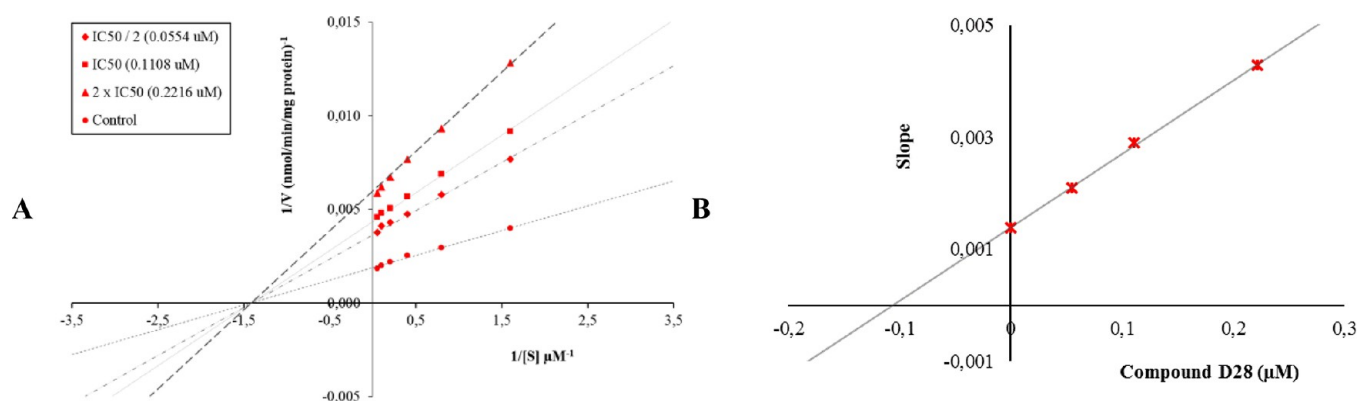 A
IC50 / 2 (0.0554 uM)
IC50 (0.1108 uM)
2 x IC50 (0.2216 uM)
Control
1/V (nmol/min/mg protein)-1
0,015
0,010
0,005
0,000
-0,005
-3,5
-2,5
-1,5
-0,5
0,5
1,5
2,5
3,5
1/[S] µM-1
B
Slope
0,005
0,003
0,001
-0,001
-0,2
-0,1
0
0,1
0,2
0,3
Compound D28 (µM)